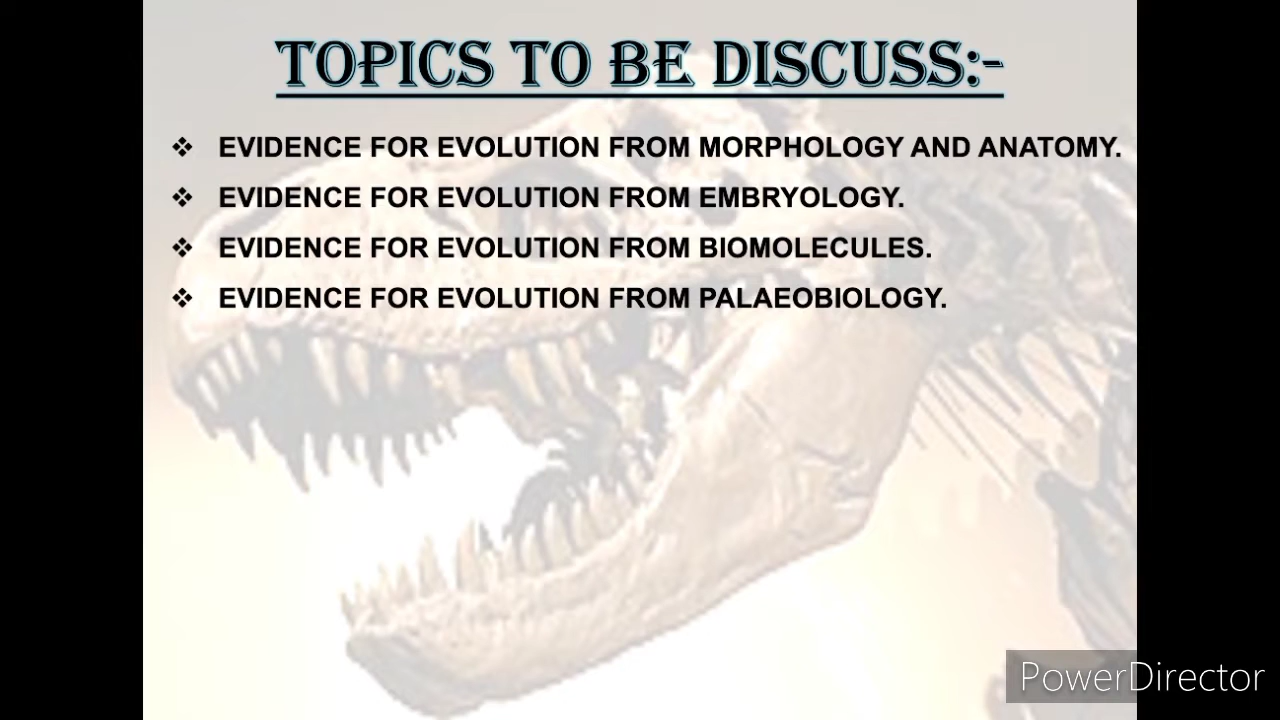 TOPICS TO BE DISCUSS:-
❖ EVIDENCE FOR EVOLUTION FROM MORPHOLOGY AND ANATOMY.
❖ EVIDENCE FOR EVOLUTION FROM EMBRYOLOGY.
❖ EVIDENCE FOR EVOLUTION FROM BIOMOLECULES.
❖ EVIDENCE FOR EVOLUTION FROM PALAEOBIOLOGY.
PowerDirector